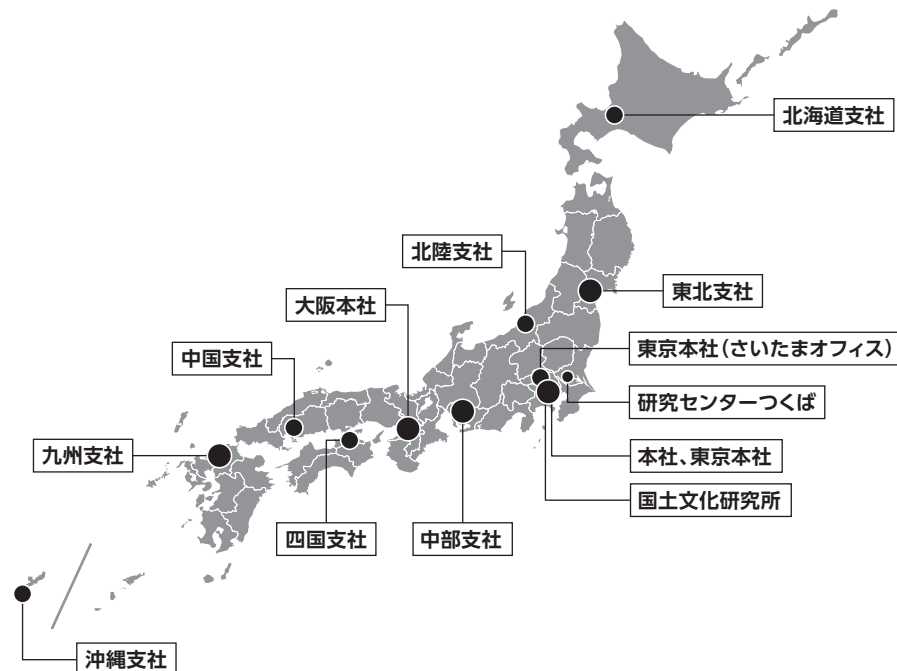 北海道支社
北陸支社
東北支社
大阪本社
東京本社（さいたまオフィス）
中国支社
研究センターつくば
九州支社
本社、東京本社
国土文化研究所
四国支社
中部支社
沖縄支社